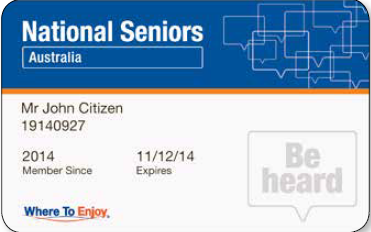 National Seniors
Australia
Mr John Citizen
19140927
2014 11/12/14
Member Since Expires
Be
heard
Where To Enjoy.